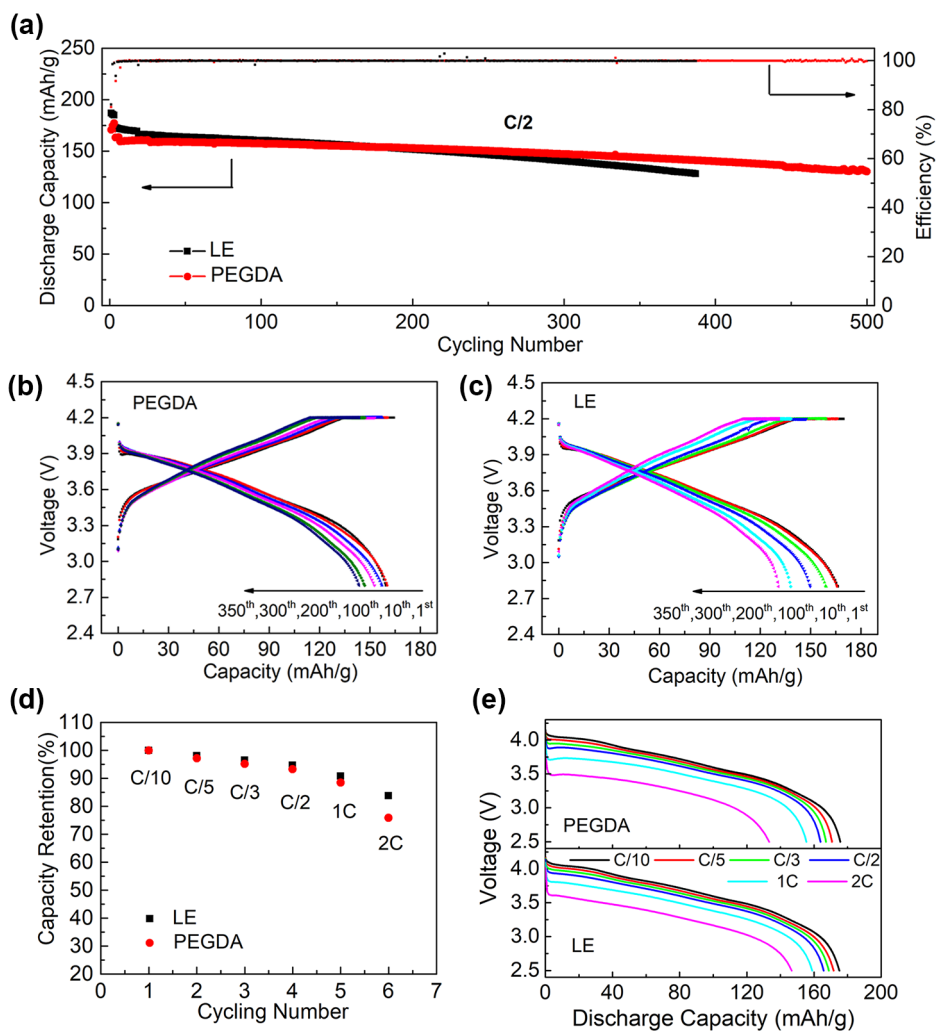 (a)
250
200
150
100
50
0
Discharge Capacity (mAh/g)
100
80
60
40
20
0
Efficiency (%)
C/2
LE
PEGDA
0 100 200 300 400 500
Cycling Number
(b)
PEGDA
4.5
4.2
3.9
3.6
3.3
3.0
2.7
2.4
Voltage (V)
350th,300th,200th,100th,10th,1st
0 30 60 90 120 150 180
Capacity (mAh/g)
(c)
LE
4.5
4.2
3.9
3.6
3.3
3.0
2.7
2.4
Voltage (V)
350th,300th,200th,100th,10th,1st
0 30 60 90 120 150 180
Capacity (mAh/g)
(d)
110
100
90
80
70
60
50
40
30
20
Capacity Retention(%)
C/10
C/5
C/3
C/2
1C
2C
LE
PEGDA
0 1 2 3 4 5 6 7
Cycling Number
(e)
4.0
3.5
3.0
2.5
PEGDA
Voltage (V)
C/10 C/5 C/3 C/2
1C 2C
4.0
3.5
3.0
2.5
LE
0 40 80 120 160 200
Discharge Capacity (mAh/g)